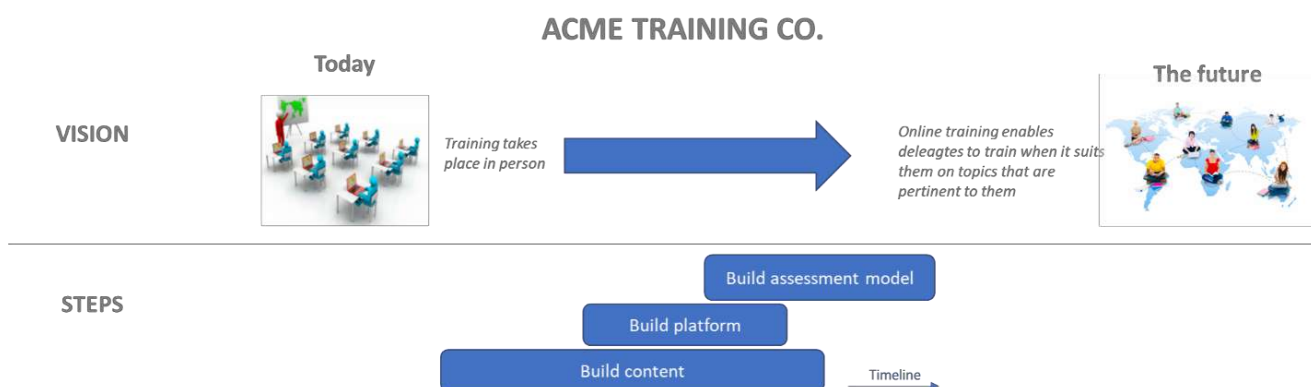 ACME TRAINING CO.
Today
The future
VISION
Training takes
place in person
Online training enables
deleagtes to train when it suits
them on topics that are
pertinent to them
STEPS
Build assessment model
Build platform
Build content
Timeline